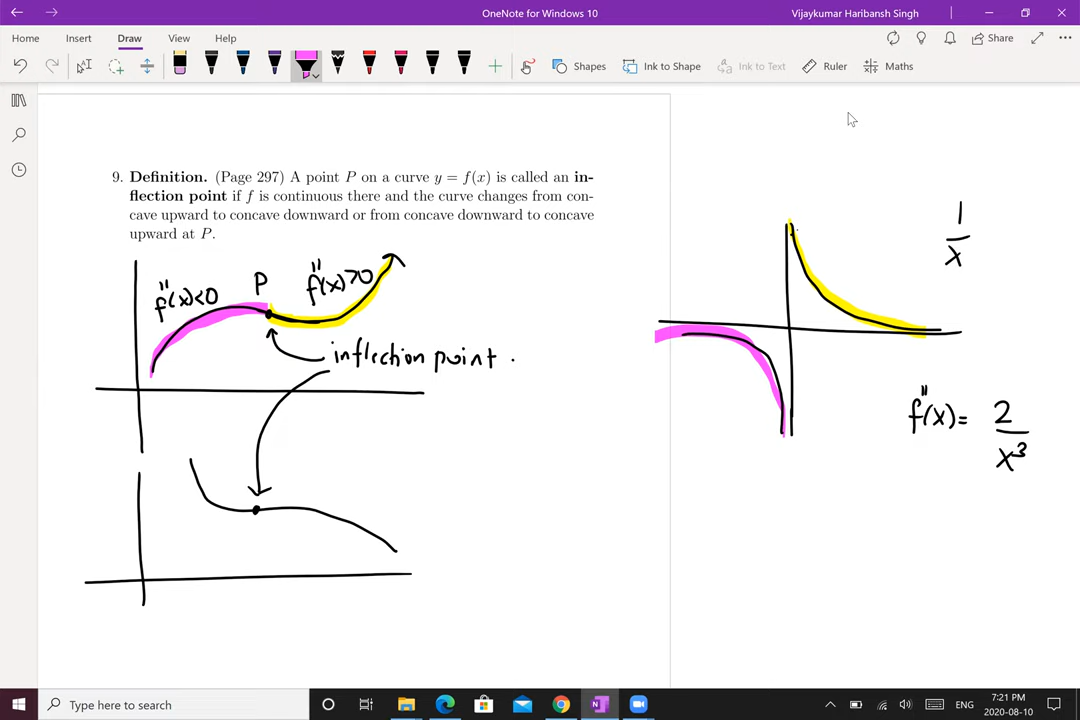 OneNote for Windows 10
Vijaykumar Haribansh Singh
Home Insert Draw View Help
Share
Shapes
Ink to Shape
Ink to Text
Ruler
Maths
9. Definition. (Page 297) A point P on a curve y = f(x) is called an in-
flection point if f is continuous there and the curve changes from con-
cave upward to concave downward or from concave downward to concave
upward at P.
f''(x)<0
P
f''(x)>0
inflection point .
1
x
f''(x)= 2
x³
Type here to search
ENG
7:21 PM
2020-08-10